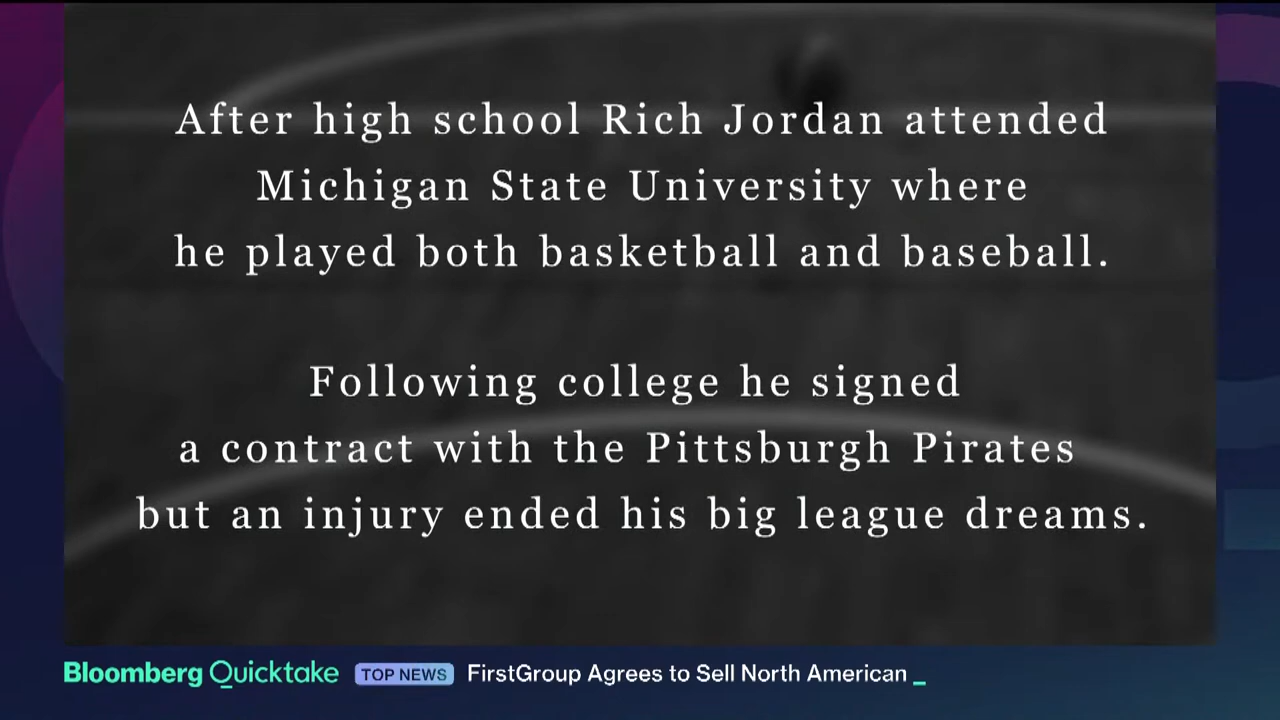 After high school Rich Jordan attended
Michigan State University where
he played both basketball and baseball.
Following college he signed
a contract with the Pittsburgh Pirates
but an injury ended his big league dreams.
Bloomberg Quicktake TOP NEWS FirstGroup Agrees to Sell North American _